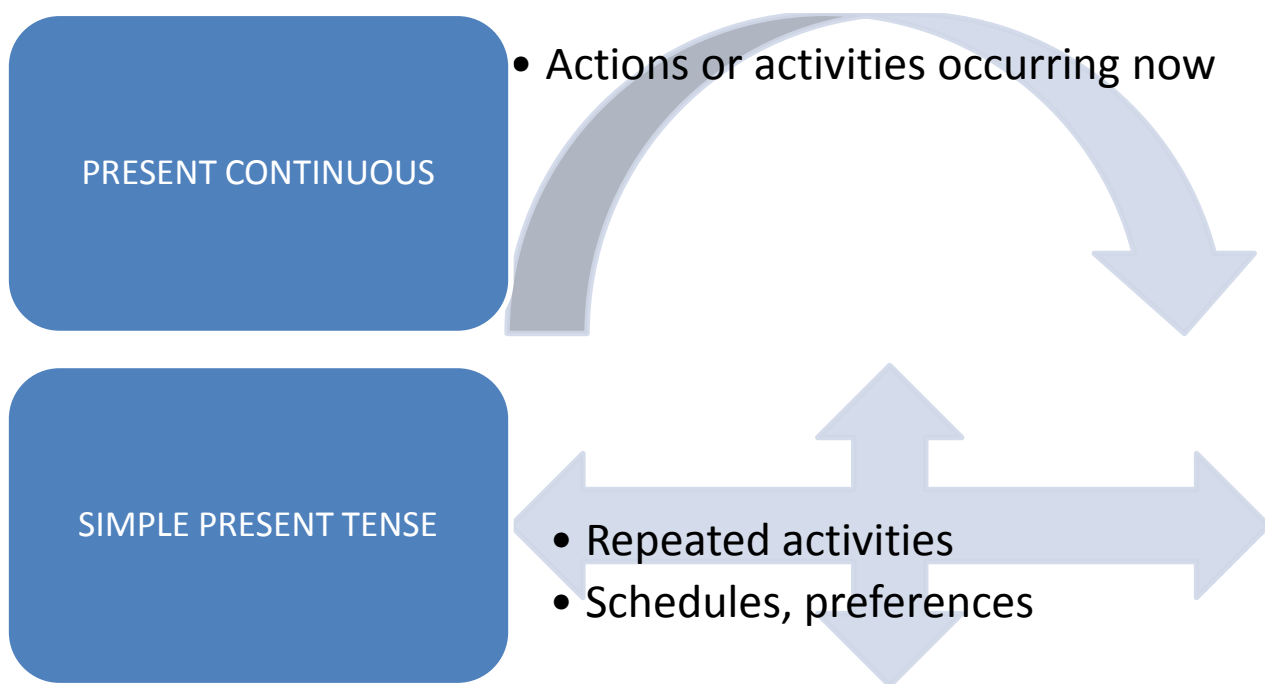 PRESENT CONTINUOUS
• Actions or activities occurring now
SIMPLE PRESENT TENSE
• Repeated activities
• Schedules, preferences